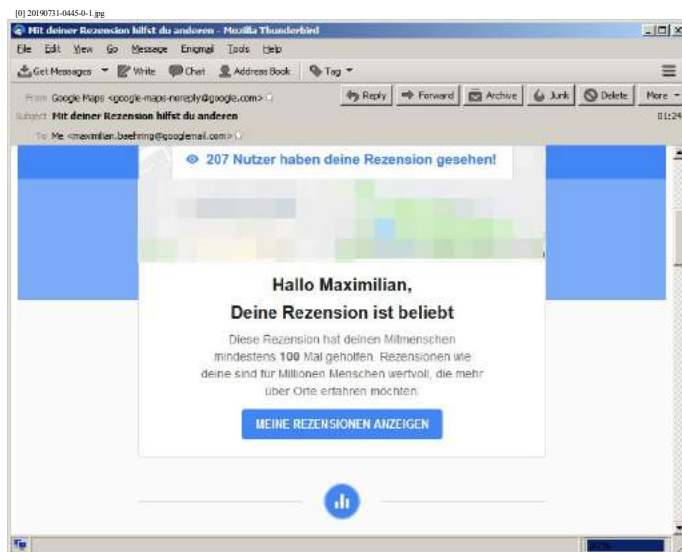 [0] 20190731-0445-0-1.jpg
Mit deiner Rezension hilfst du anderen - Mozilla Thunderbird
File Edit View Go Message Enigmail Tools Help
Get Messages Write Chat Address Book Tag
From Google Maps <google-maps-noreply@google.com>
Reply Forward Archive Junk Delete More
Subject Mit deiner Rezension hilfst du anderen 01:24
To Me <maximilian.baehring@googlemail.com>
207 Nutzer haben deine Rezension gesehen!
Hallo Maximilian,
Deine Rezension ist beliebt
Diese Rezension hat deinen Mitmenschen
mindestens 100 Mal geholfen. Rezensionen wie
deine sind für Millionen Menschen wertvoll, die mehr
über Orte erfahren möchten.
MEINE REZENSIONEN ANZEIGEN